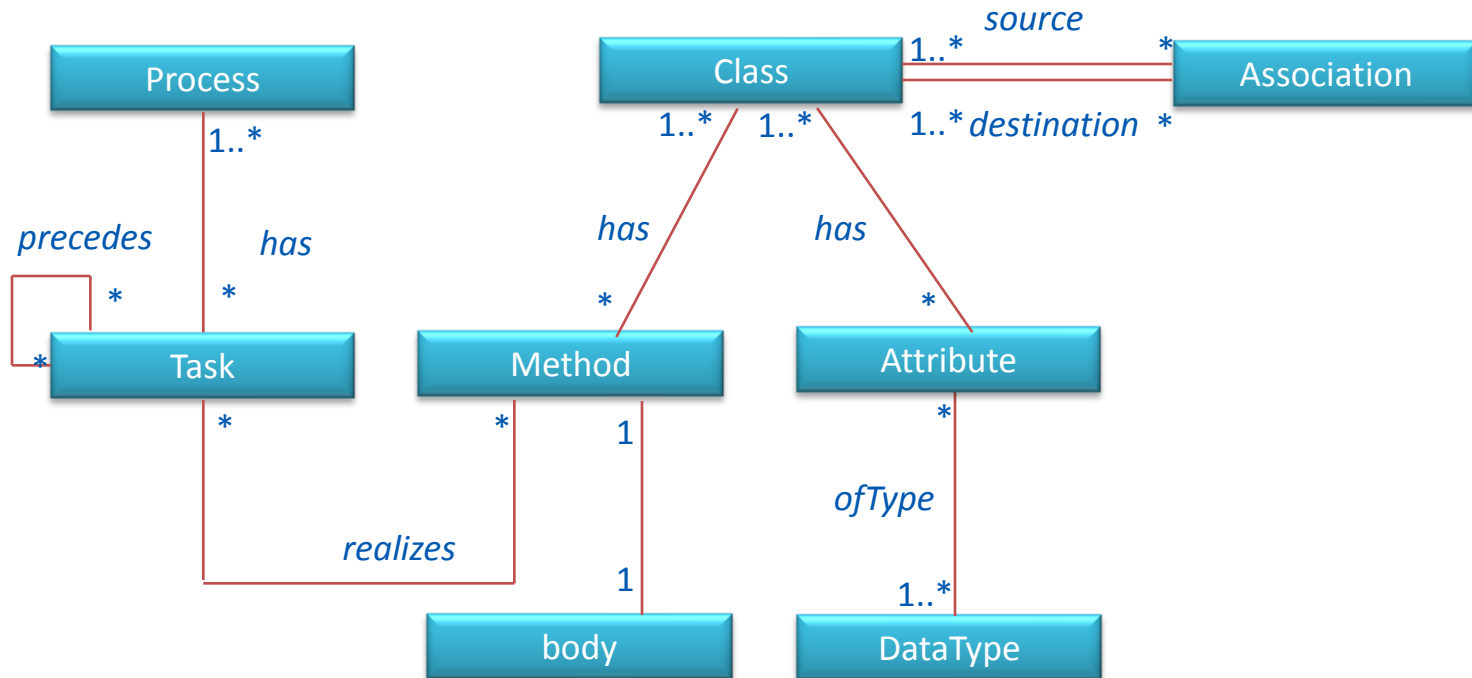 source
Process
Class
1..*
*
Association
1..*
1..*
1..*
1..*
destination
*
precedes
has
has
has
*
*
*
*
*
Task
Method
Attribute
*
*
1
*
ofType
realizes
1
1..*
body
DataType